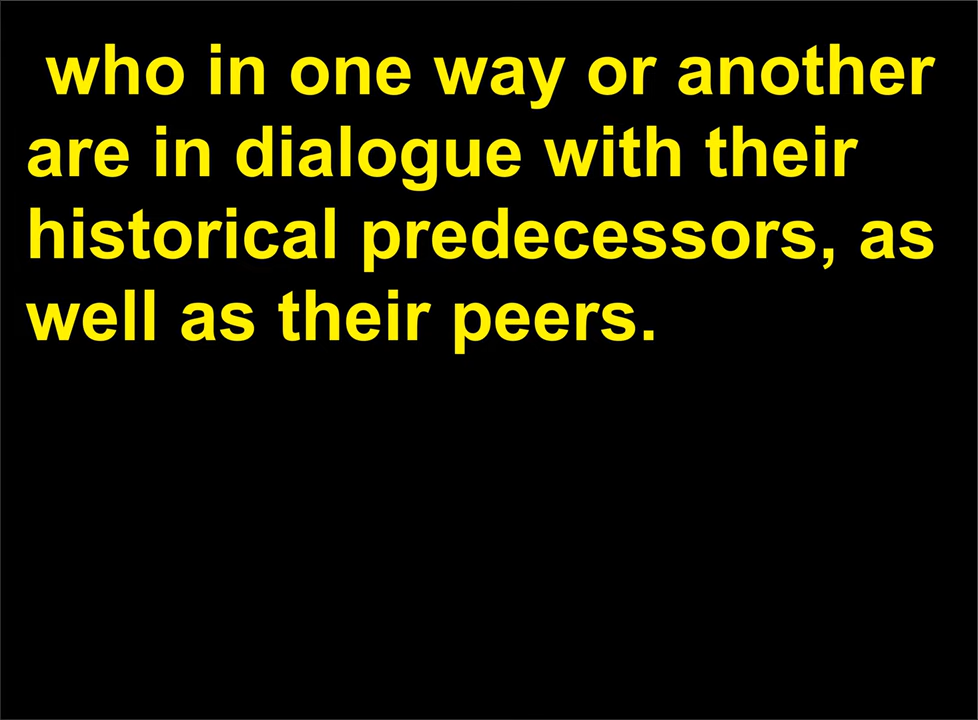 who in one way or another
are in dialogue with their
historical predecessors, as
well as their peers.